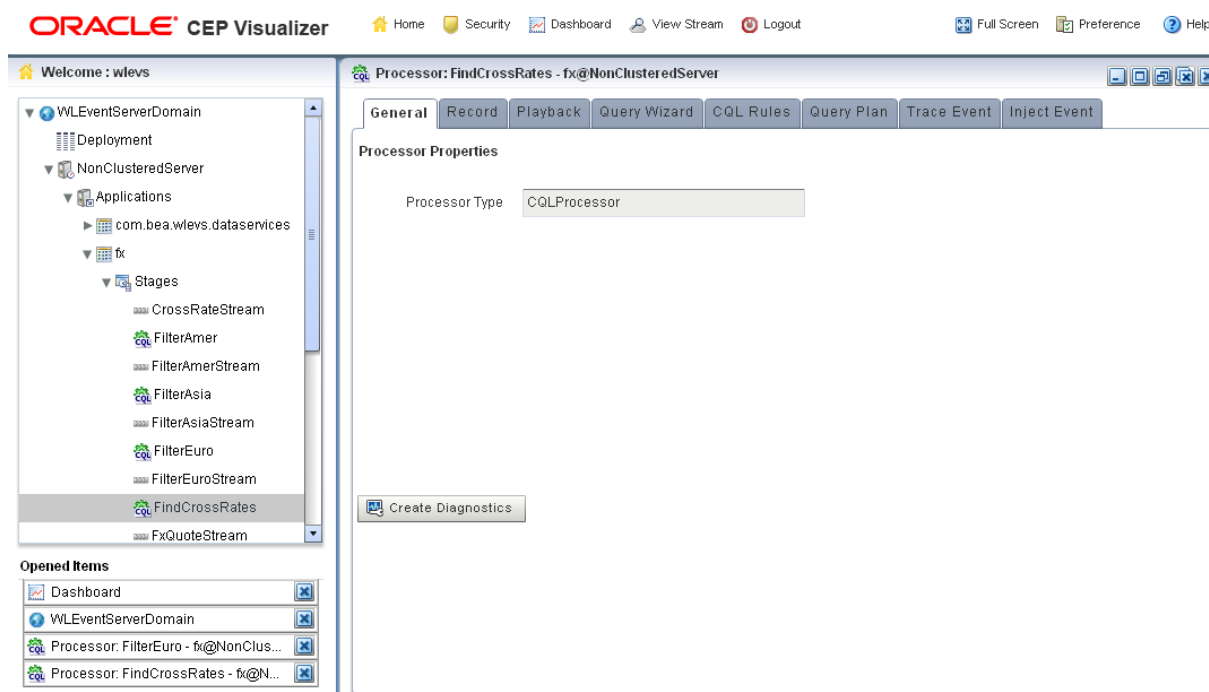 ORACLE CEP Visualizer Home Security Dashboard View Stream Logout Full Screen Preference Help
Welcome : wlevs
WLEventServerDomain
Deployment
NonClusteredServer
Applications
com.bea.wlevs.dataservices
fx
Stages
CrossRateStream
FilterAmer
FilterAmerStream
FilterAsia
FilterAsiaStream
FilterEuro
FilterEuroStream
FindCrossRates
FxQuoteStream
Opened Items
Dashboard
WLEventServerDomain
Processor: FilterEuro - fx@NonClus...
Processor: FindCrossRates - fx@N...
Processor: FindCrossRates - fx@NonClusteredServer
General Record Playback Query Wizard CQL Rules Query Plan Trace Event Inject Event
Processor Properties
Processor Type CQLProcessor
Create Diagnostics